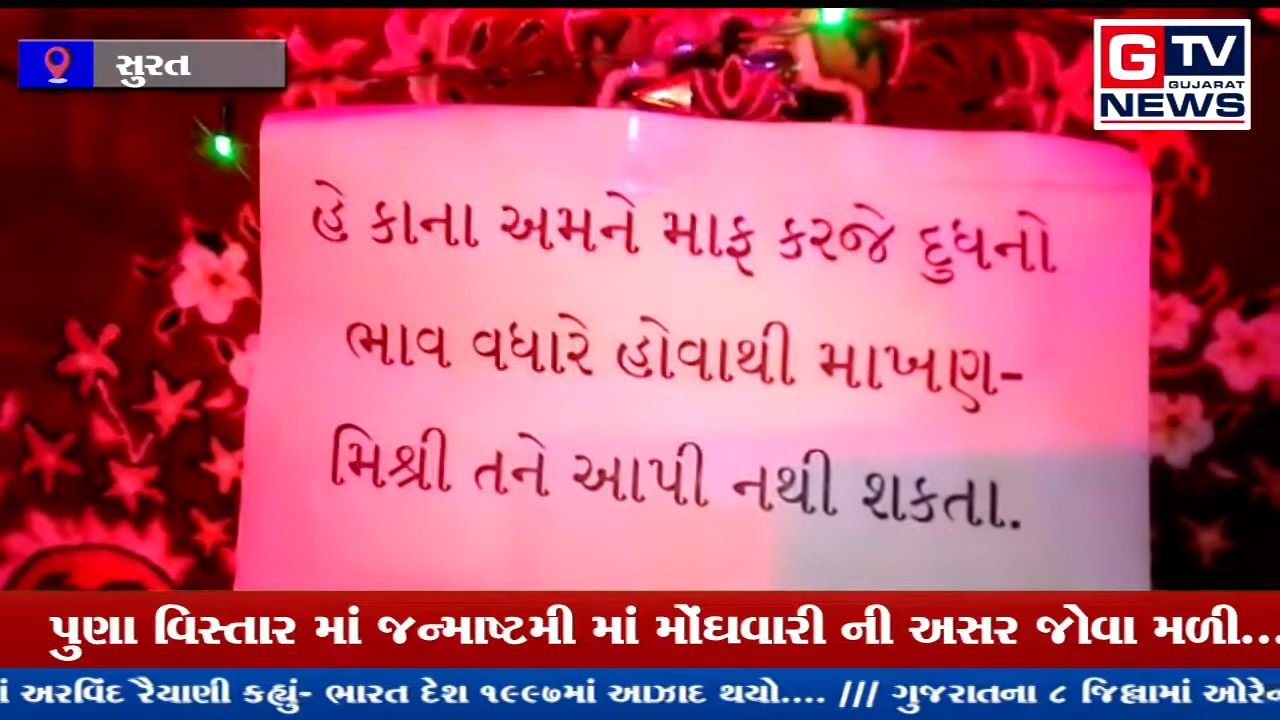 સુરત
G TV
GUJARAT
NEWS
હે કાના અમને માફ કરજે દુધનો
ભાવ વધારે હોવાથી માખણ-
મિશ્રી તને આપી નથી શકતા.
પુણા વિસ્તાર માં જન્માષ્ટમી માં મોંઘવારી ની અસર જોવા મળી...
અરવિંદ રૈયાણી કહ્યું- ભારત દેશ ૧૯૯૭માં આઝાદ થયો.... /// ગુજરાતના ૮ જિલ્લામાં